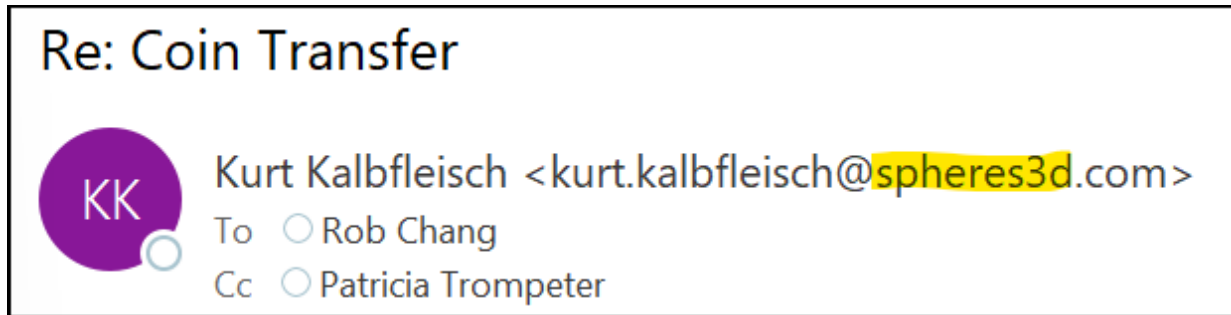 Re: Coin Transfer
KK
Kurt Kalbfleisch <kurt.kalbfleisch@spheres3d.com>
To Rob Chang
Cc Patricia Trompeter